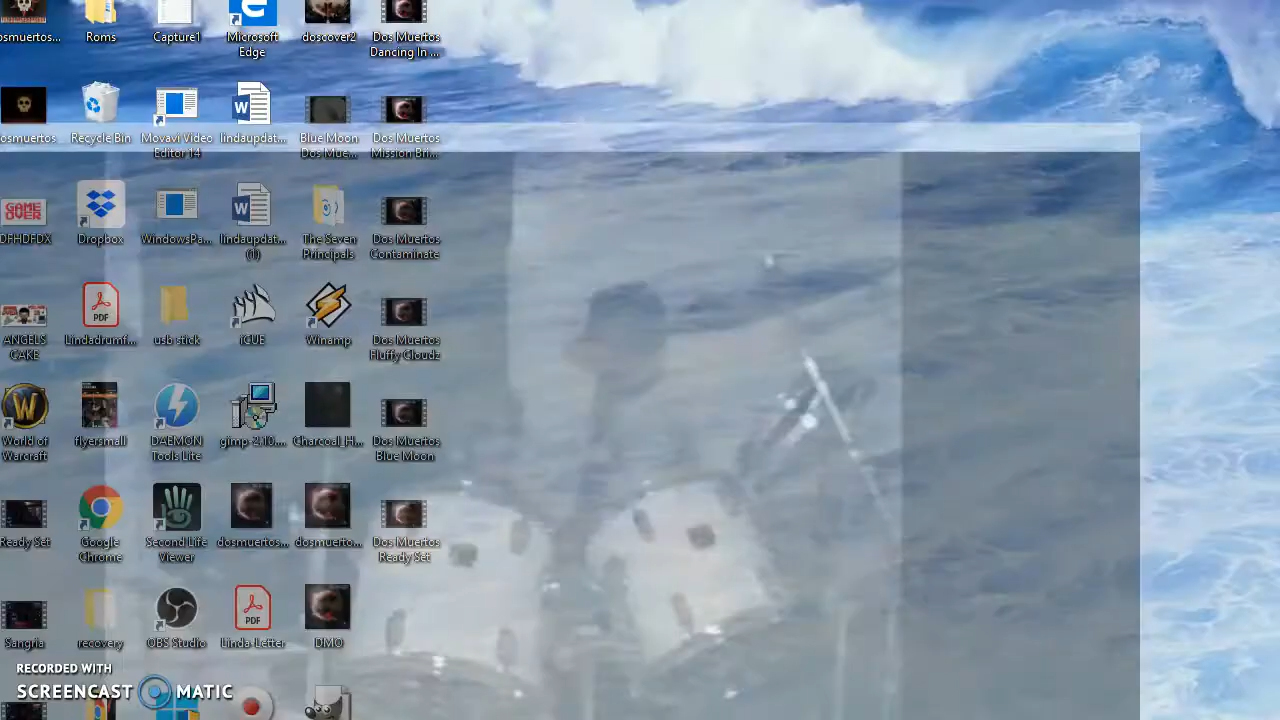 osmuertos...
Roms
Capture1
Microsoft
Edge
doscover2
Dos Muertos
Dancing In ...
osmuertos
Recycle Bin
Movavi Video
Editor 14
lindaupdat...
Blue Moon
Dos Mue...
Dos Muertos
Mission Bri...
GAME
OVER
DFHDFDX
Dropbox
WindowsPa...
lindaupdat...
(1)
The Seven
Principals
Dos Muertos
Contaminate
ANGELS
CAKE
PDF
Lindadrumf...
usb stick
iCUE
Winamp
Dos Muertos
Fluffy Cloudz
World of
Warcraft
flyersmall
DAEMON
Tools Lite
gimp-2.10....
Charcoal_H...
Dos Muertos
Blue Moon
Ready Set
Google
Chrome
Second Life
Viewer
dosmuertos...
dosmuerto...
Dos Muertos
Ready Set
Sangria
recovery
OBS Studio
PDF
Linda Letter
DMO
RECORDED WITH
SCREENCAST MATIC